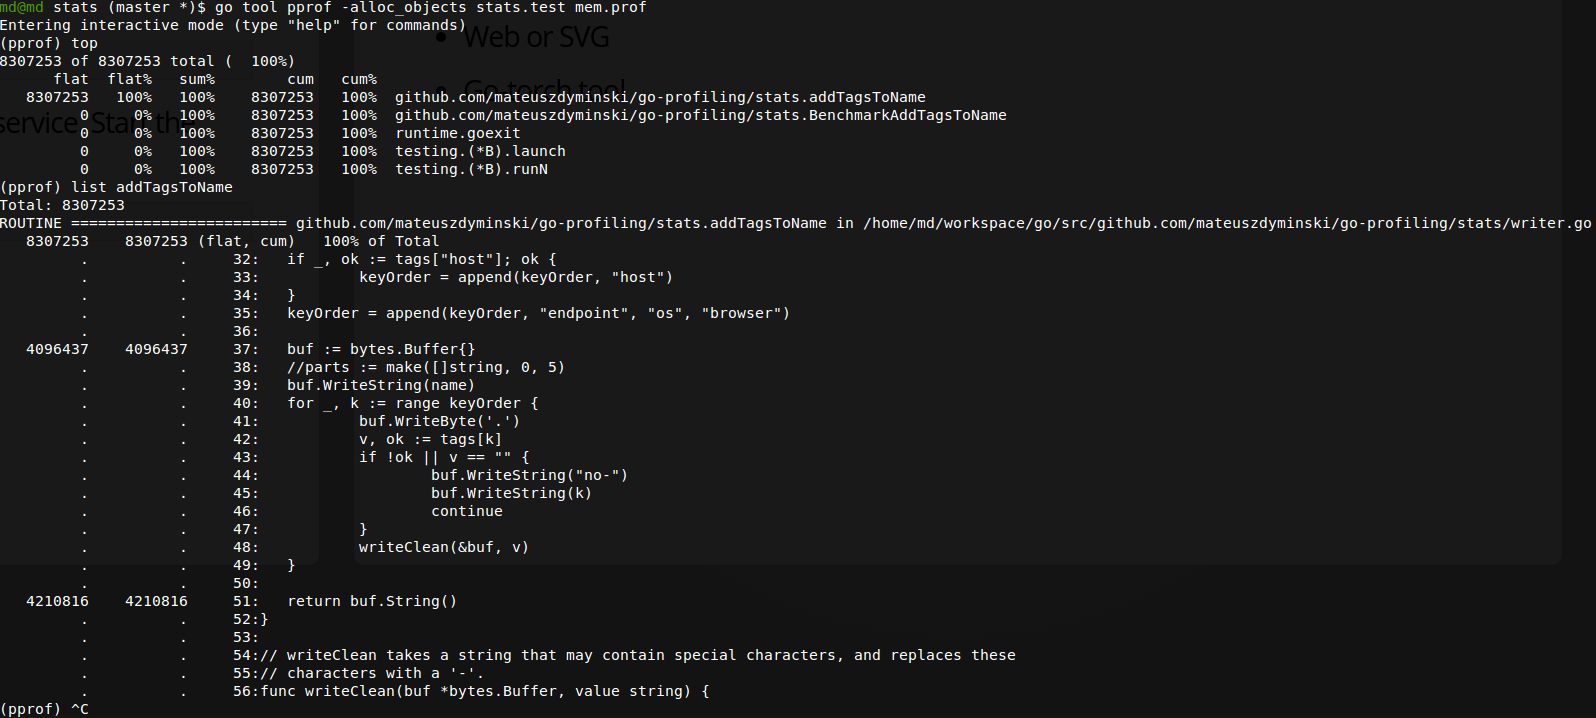 md@md stats (master *)$ go tool pprof -alloc_objects stats.test mem.prof
Entering interactive mode (type "help" for commands)
Web or SVG
(pprof) top
8307253 of 8307253 total (  100%)
      flat  flat%   sum%        cum   cum%
Go-torch tool
   8307253   100%   100%    8307253   100%  github.com/mateuszdyminski/go-profiling/stats.addTagsToName
         0     0%   100%    8307253   100%  github.com/mateuszdyminski/go-profiling/stats.BenchmarkAddTagsToName
service. Start the
         0     0%   100%    8307253   100%  runtime.goexit
         0     0%   100%    8307253   100%  testing.(*B).launch
         0     0%   100%    8307253   100%  testing.(*B).runN
(pprof) list addTagsToName
Total: 8307253
ROUTINE ======================== github.com/mateuszdyminski/go-profiling/stats.addTagsToName in /home/md/workspace/go/src/github.com/mateuszdyminski/go-profiling/stats/writer.go
   8307253    8307253 (flat, cum)   100% of Total
         .          .     32:	if _, ok := tags["host"]; ok {
         .          .     33:		keyOrder = append(keyOrder, "host")
         .          .     34:	}
         .          .     35:	keyOrder = append(keyOrder, "endpoint", "os", "browser")
         .          .     36:
   4096437    4096437     37:	buf := bytes.Buffer{}
         .          .     38:	//parts := make([]string, 0, 5)
         .          .     39:	buf.WriteString(name)
         .          .     40:	for _, k := range keyOrder {
         .          .     41:		buf.WriteByte('.')
         .          .     42:		v, ok := tags[k]
         .          .     43:		if !ok || v == "" {
         .          .     44:			buf.WriteString("no-")
         .          .     45:			buf.WriteString(k)
         .          .     46:			continue
         .          .     47:		}
         .          .     48:		writeClean(&buf, v)
         .          .     49:	}
         .          .     50:
   4210816    4210816     51:	return buf.String()
         .          .     52:}
         .          .     53:
         .          .     54:// writeClean takes a string that may contain special characters, and replaces these
         .          .     55:// characters with a '-'.
         .          .     56:func writeClean(buf *bytes.Buffer, value string) {
(pprof) ^C